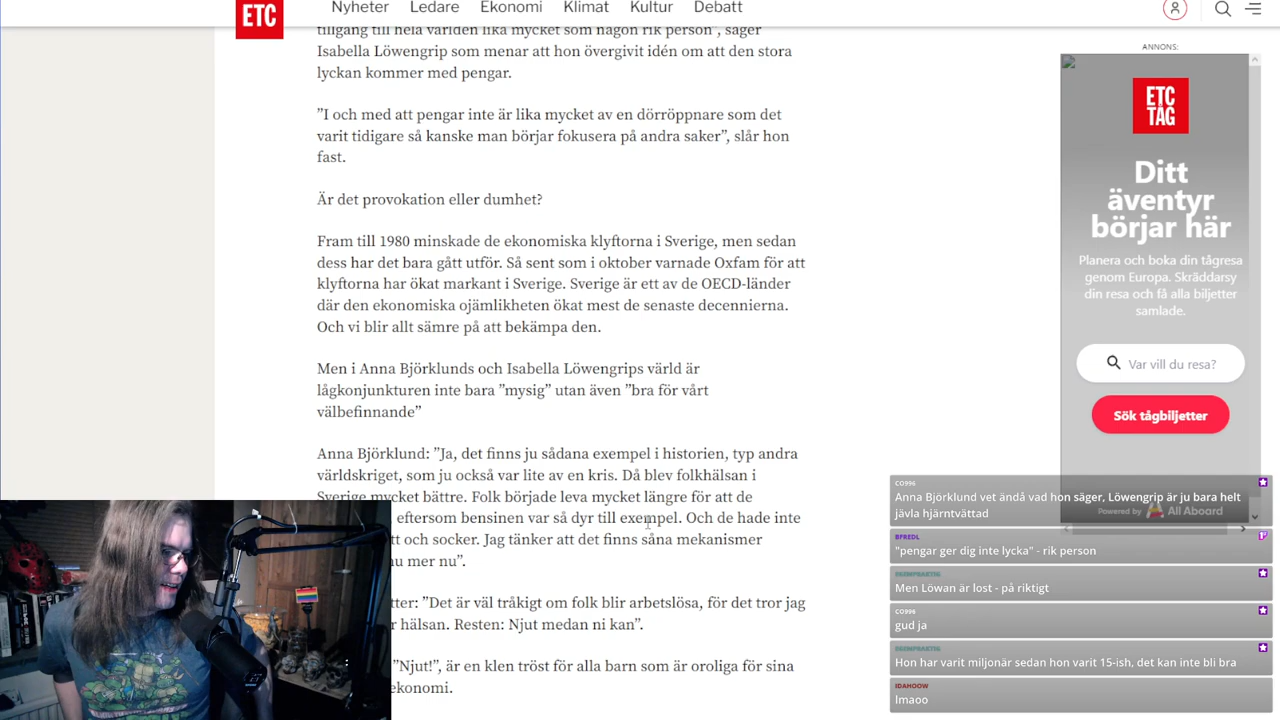 ETC
Nyheter Ledare Ekonomi Klimat Kultur Debatt
tillgång till hela världen lika mycket som någon rik person", säger
Isabella Löwengrip som menar att hon övergivit idén om att den stora
lyckan kommer med pengar.
”I och med att pengar inte är lika mycket av en dörröppnare som det
varit tidigare så kanske man börjar fokusera på andra saker”, slår hon
fast.
Är det provokation eller dumhet?
Fram till 1980 minskade de ekonomiska klyftorna i Sverige, men sedan
dess har det bara gått utför. Så sent som i oktober varnade Oxfam för att
klyftorna har ökat markant i Sverige. Sverige är ett av de OECD-länder
där den ekonomiska ojämlikheten ökat mest de senaste decennierna.
Och vi blir allt sämre på att bekämpa den.
Men i Anna Björklunds och Isabella Löwengrips värld är
lågkonjunkturen inte bara ”mysig” utan även ”bra för vårt
välbefinnande”
Anna Björklund: ”Ja, det finns ju sådana exempel i historien, typ andra
världskriget, som ju också var lite av en kris. Då blev folkhälsan i
Sverige mycket bättre. Folk började leva mycket längre för att de
eftersom bensinen var så dyr till exempel. Och de hade inte
tt och socker. Jag tänker att det finns såna mekanismer
nu mer nu”.
tter: ”Det är väl tråkigt om folk blir arbetslösa, för det tror jag
r hälsan. Resten: Njut medan ni kan”.
”Njut!”, är en klen tröst för alla barn som är oroliga för sina
ekonomi.
ANNONS:
ETC
TAG
Ditt
äventyr
börjar här
Planera och boka din tågresa
genom Europa. Skräddarsy
din resa och få alla biljetter
samlade.
Var vill du resa?
Sök tågbiljetter
Powered by All Aboard
CO996
Anna Björklund vet ändå vad hon säger, Löwengrip är ju bara helt
jävla hjärntvättad
BFREDL
"pengar ger dig inte lycka" - rik person
Men Löwan är lost - på riktigt
CO996
gud ja
Hon har varit miljonär sedan hon varit 15-ish, det kan inte bli bra
IDAHOOW
lmaoo